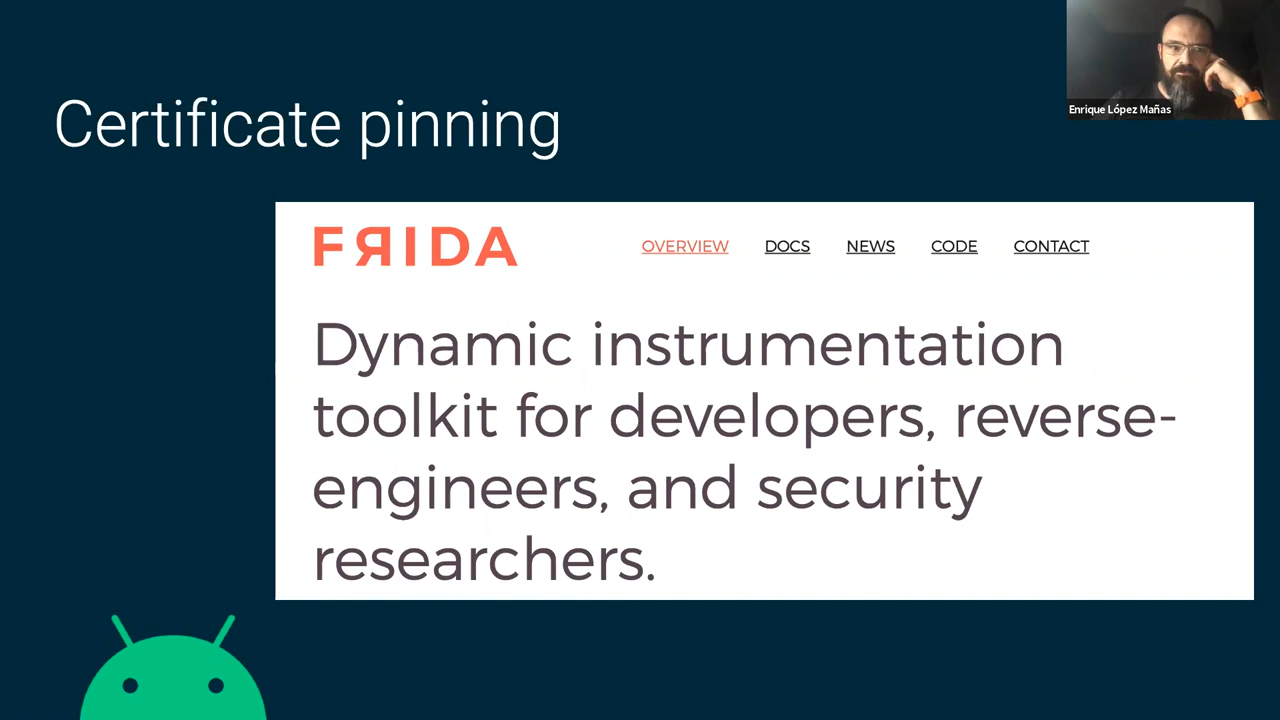 Certificate pinning
Enrique López Mañas
FЯIDA
OVERVIEW DOCS NEWS CODE CONTACT
Dynamic instrumentation
toolkit for developers, reverse-
engineers, and security
researchers.